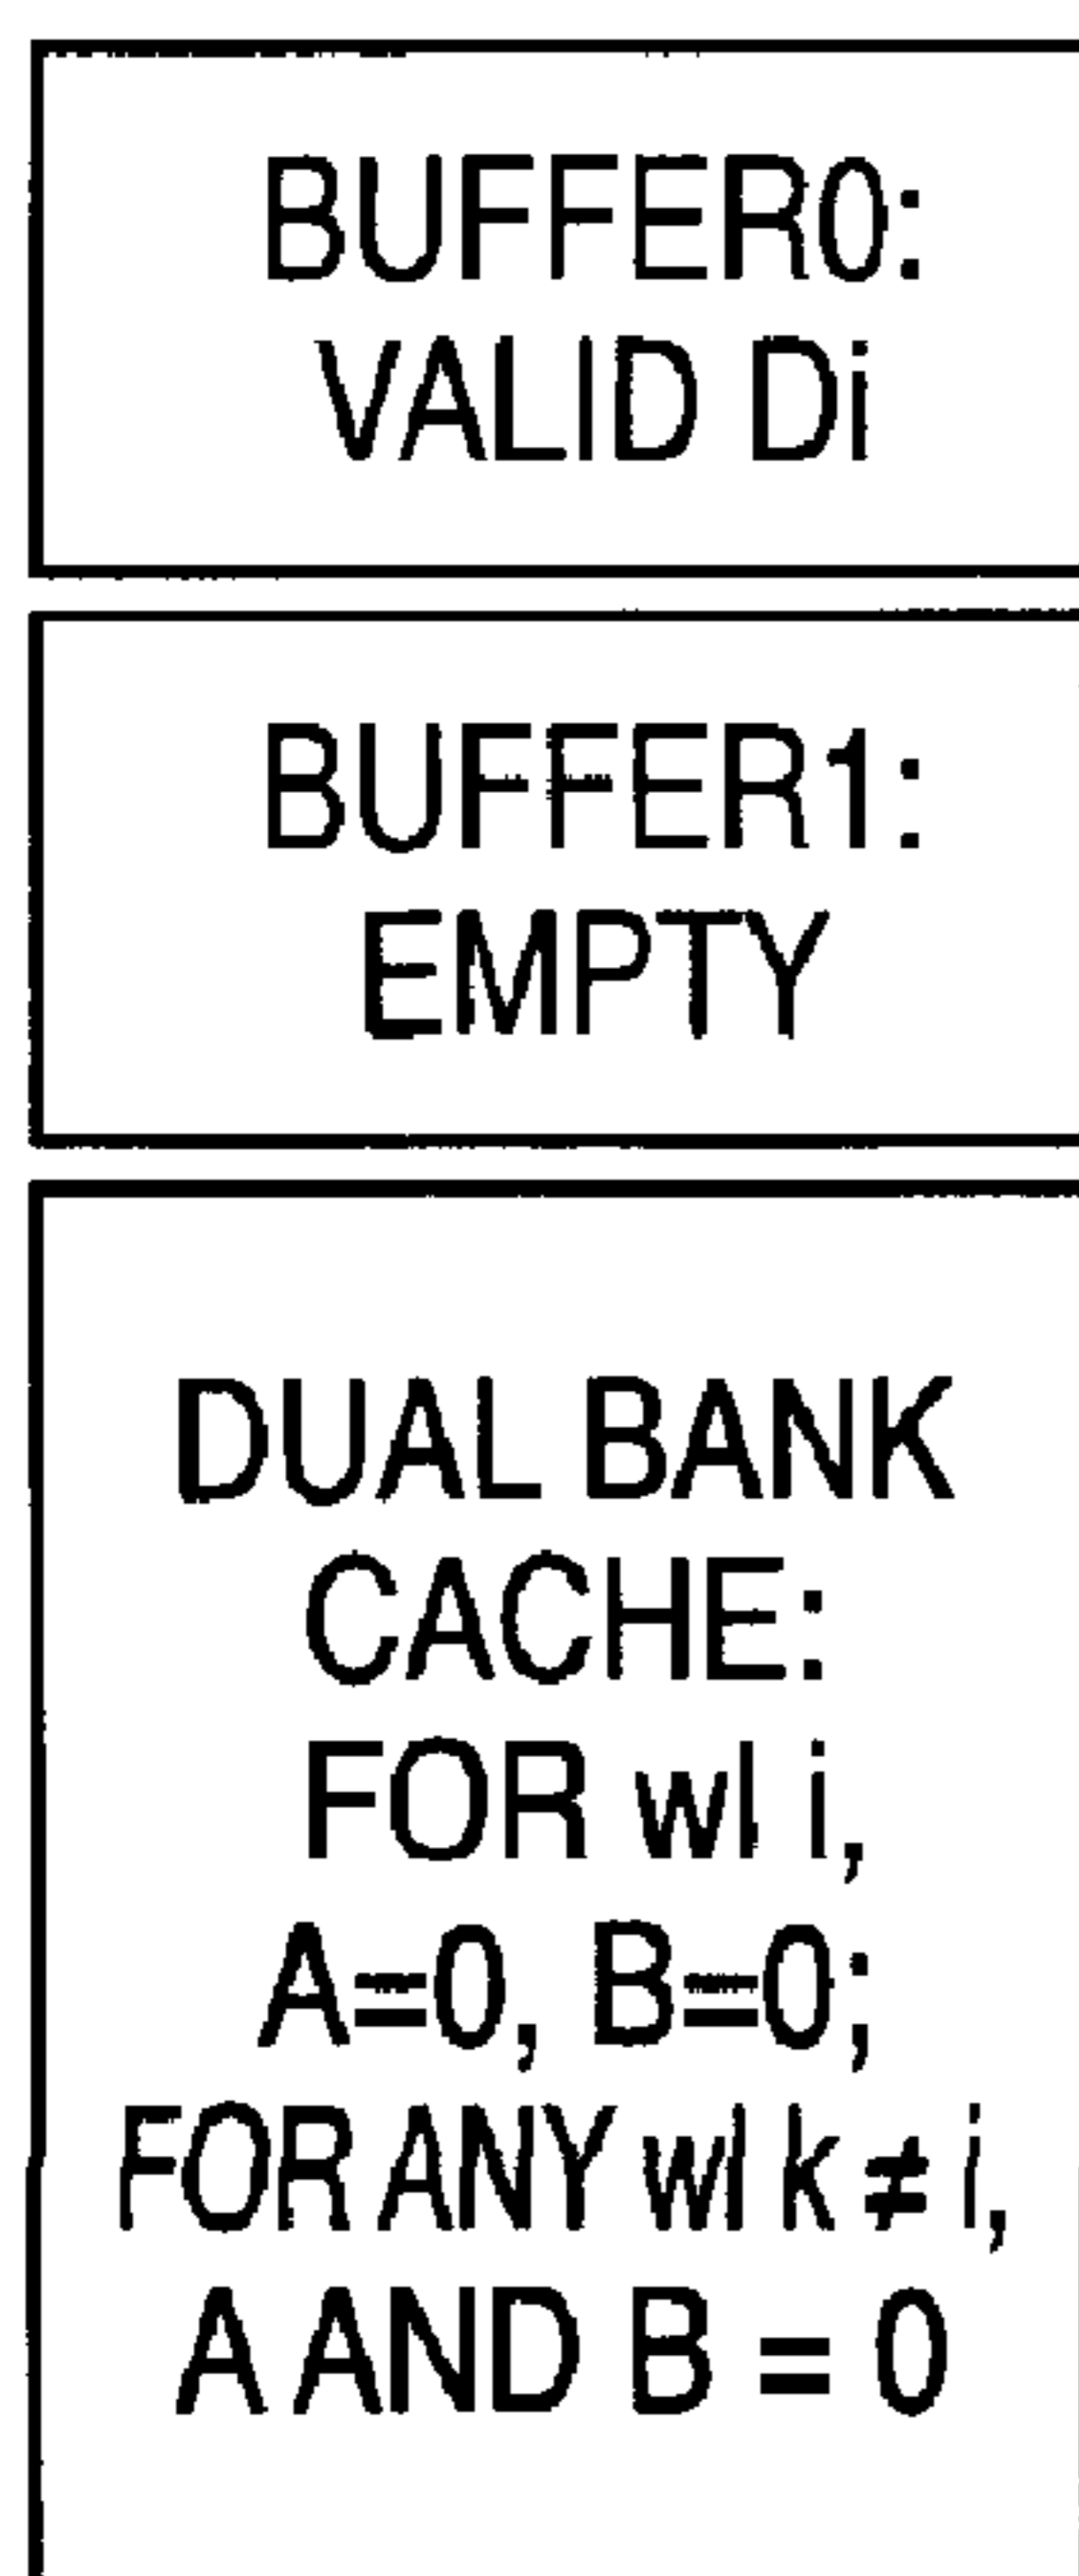 BUFFER0:
VALID Di
BUFFER1:
EMPTY
DUAL BANK
CACHE:
FOR wl i,
A=0, B=0;
FOR ANY wl k ≠ i,
A AND B = 0